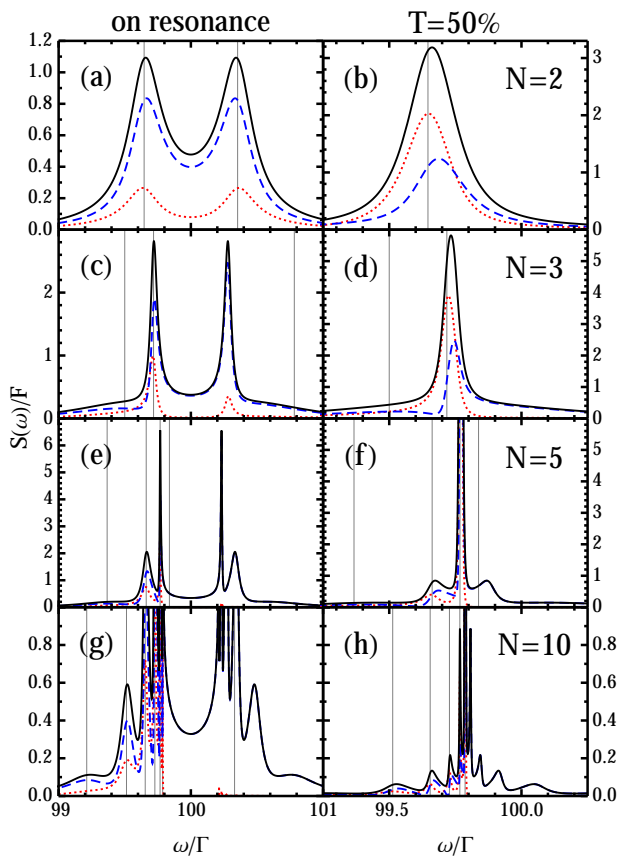 on resonance
T=50%
1.2
1.0
0.8
0.6
0.4
0.2
0.0
(a)
(b)
N=2
3
2
1
0
2
1
0
(c)
(d)
N=3
5
4
3
2
1
0
S(ω)/F
6
5
4
3
2
1
0
(e)
(f)
N=5
5
4
3
2
1
0
0.8
0.6
0.4
0.2
0.0
(g)
(h)
N=10
0.8
0.6
0.4
0.2
0.0
99
100
101
99.5
100.0
ω/Γ
ω/Γ